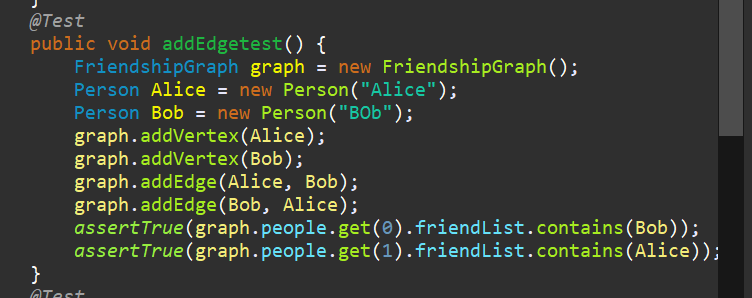 }
@Test
public void addEdgetest() {
FriendshipGraph graph = new FriendshipGraph();
Person Alice = new Person("Alice");
Person Bob = new Person("BOb");
graph.addVertex(Alice);
graph.addVertex(Bob);
graph.addEdge(Alice, Bob);
graph.addEdge(Bob, Alice);
assertTrue(graph.people.get(0).friendList.contains(Bob));
assertTrue(graph.people.get(1).friendList.contains(Alice));
}
@Test